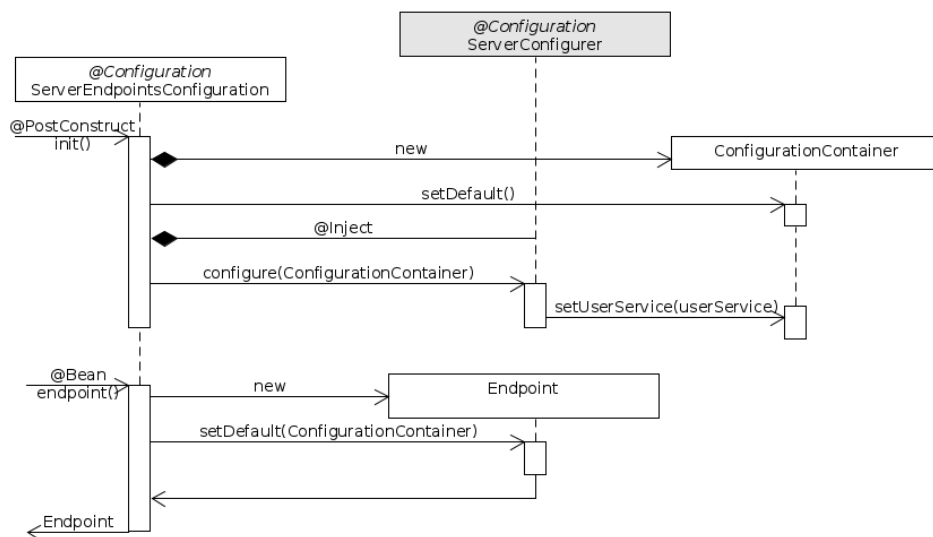 @Configuration
ServerConfigurer
@Configuration
ServerEndpointsConfiguration
@PostConstruct
init()
new
ConfigurationContainer
setDefault()
@Inject
configure(ConfigurationContainer)
setUserService(userService)
@Bean
endpoint()
new
Endpoint
setDefault(ConfigurationContainer)
Endpoint